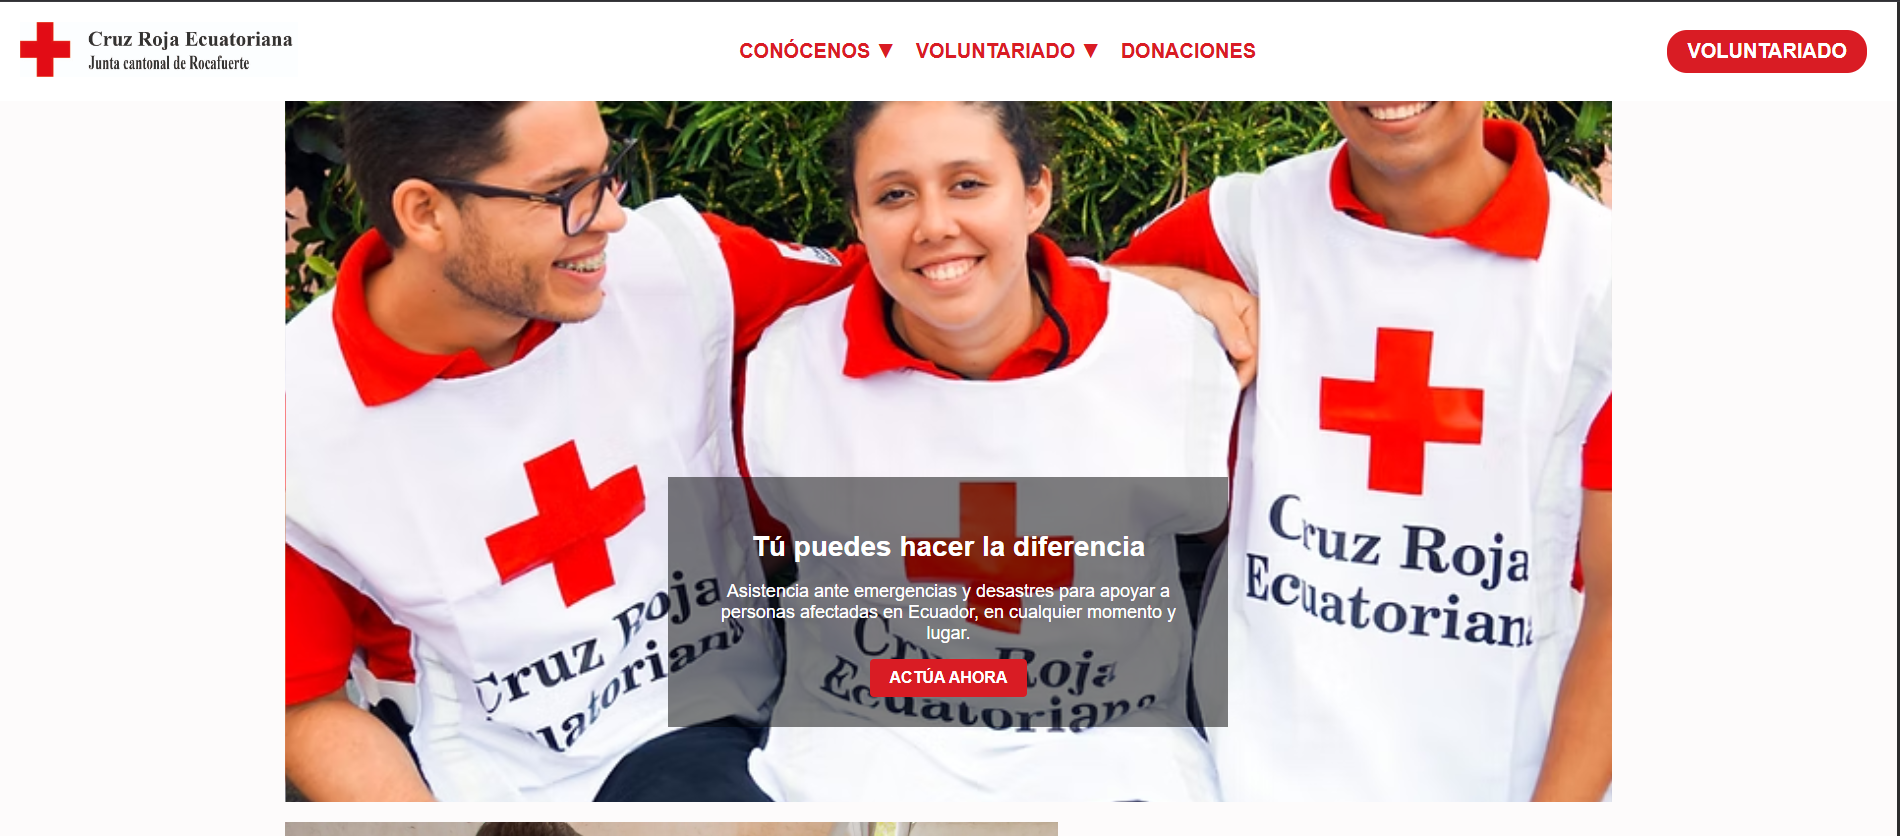 Cruz Roja Ecuatoriana
Junta cantonal de Rocafuerte
CONÓCENOS ▼ VOLUNTARIADO ▼ DONACIONES
VOLUNTARIADO
Cruz Roja
Ecuatoriana
Tú puedes hacer la diferencia
Asistencia ante emergencias y desastres para apoyar a
personas afectadas en Ecuador, en cualquier momento y
lugar.
ACTÚA AHORA
Cruz Roja
Ecuatoriana
Cruz Roja
Ecuatoriana